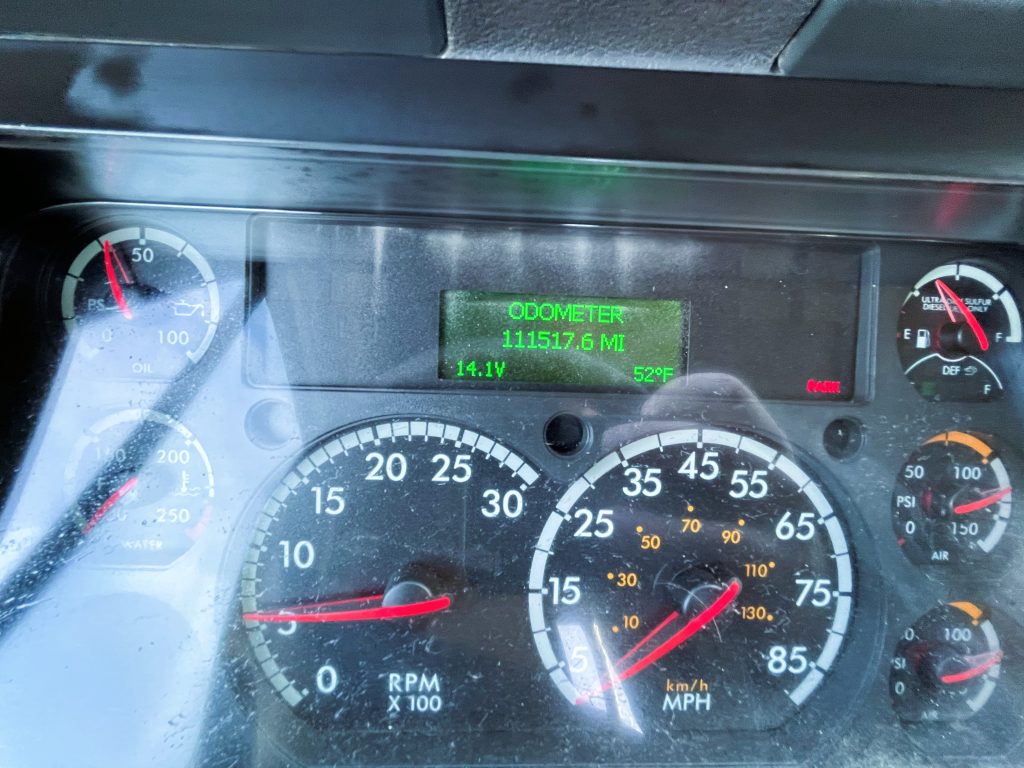 50
PSI
0
100
OIL
150
200
100
250
WATER
ODOMETER
111517.6 MI
14.1V
52°F
PARK
ULTRA LOW SULFUR
DIESEL FUEL ONLY
E
F
DEF
F
0
5
10
15
20
25
30
RPM
X 100
5
15
25
35
45
55
65
75
85
10
30
50
70
90
110
130
km/h
MPH
50
100
PSI
0
150
AIR
100
0
AIR